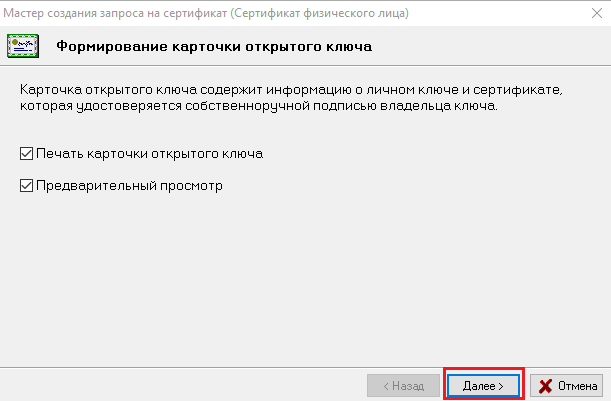 Мастер создания запроса на сертификат (Сертификат физического лица)
Формирование карточки открытого ключа
Карточка открытого ключа содержит информацию о личном ключе и сертификате,
которая удостоверяется собственноручной подписью владельца ключа.
Печать карточки открытого ключа
Предварительный просмотр
< Назад
Далее >
Отмена